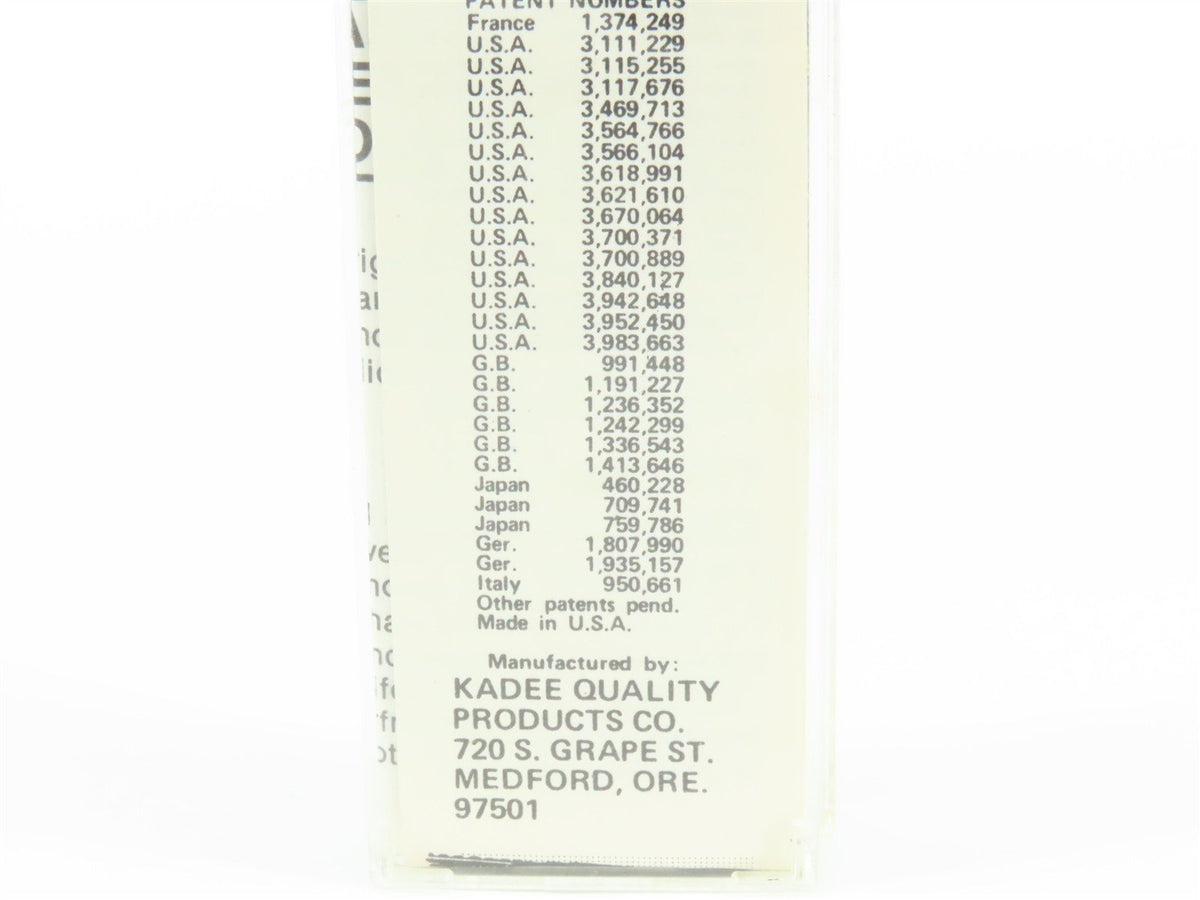 PATENT NUMBERS
France 1,374,249
U.S.A. 3,111,229
U.S.A. 3,115,255
U.S.A. 3,117,676
U.S.A. 3,469,713
U.S.A. 3,564,766
U.S.A. 3,566,104
U.S.A. 3,618,991
U.S.A. 3,621,610
U.S.A. 3,670,064
U.S.A. 3,700,371
U.S.A. 3,700,889
U.S.A. 3,840,127
U.S.A. 3,942,648
U.S.A. 3,952,450
U.S.A. 3,983,663
G.B. 991,448
G.B. 1,191,227
G.B. 1,236,352
G.B. 1,242,299
G.B. 1,336,543
G.B. 1,413,646
Japan 460,228
Japan 709,741
Japan 759,786
Ger. 1,807,990
Ger. 1,935,157
Italy 950,661
Other patents pend.
Made in U.S.A.
Manufactured by:
KADEE QUALITY
PRODUCTS CO.
720 S. GRAPE ST.
MEDFORD, ORE.
97501